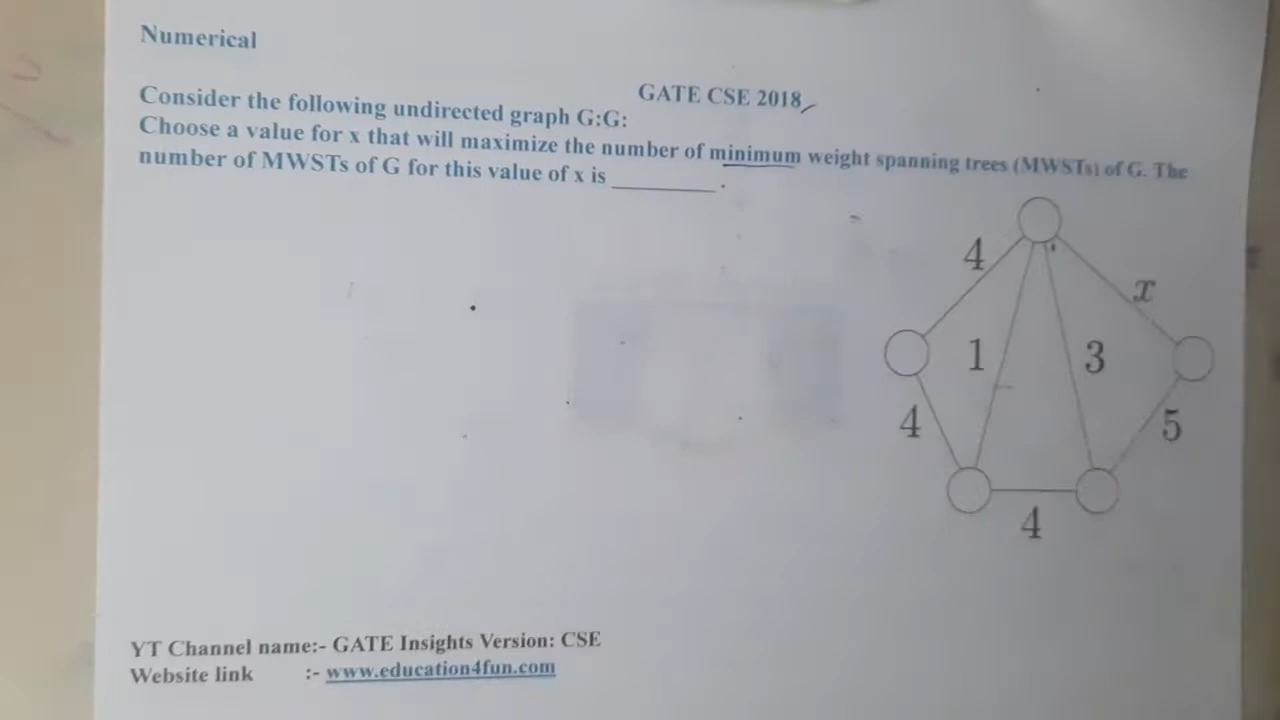 Numerical
GATE CSE 2018
Consider the following undirected graph G:G:
Choose a value for x that will maximize the number of minimum weight spanning trees (MWSTs) of G. The
number of MWSTs of G for this value of x is ________.
4
x
1
3
4
5
4
YT Channel name:- GATE Insights Version: CSE
Website link :- www.education4fun.com